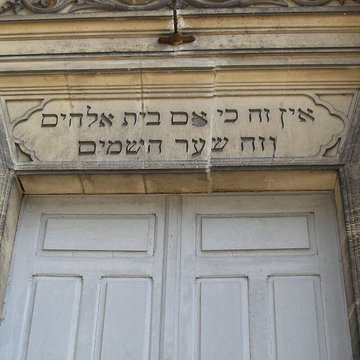 אין זה כי אם בית אלהים
וזה שער השמים